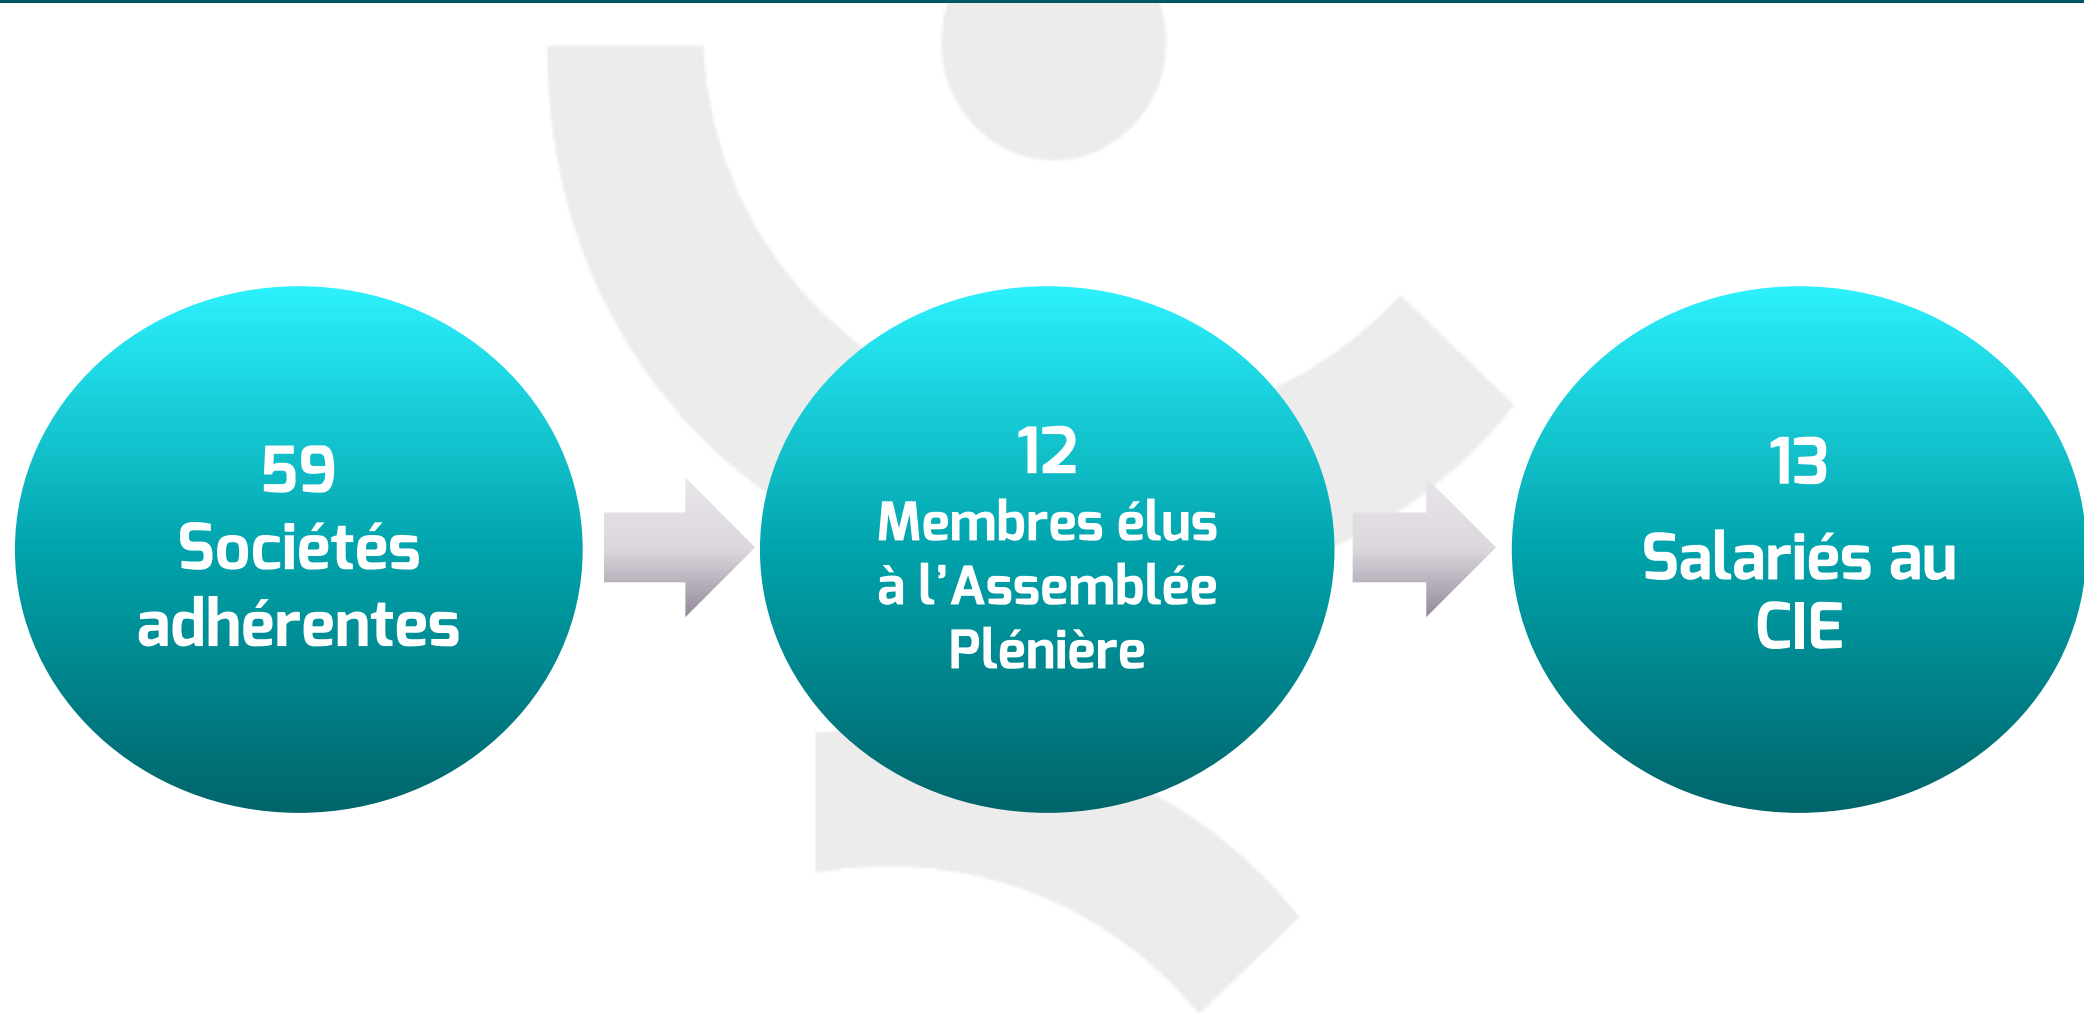 59
Sociétés
adhérentes
12
Membres élus
à l’Assemblée
Plénière
13
Salariés au
CIE